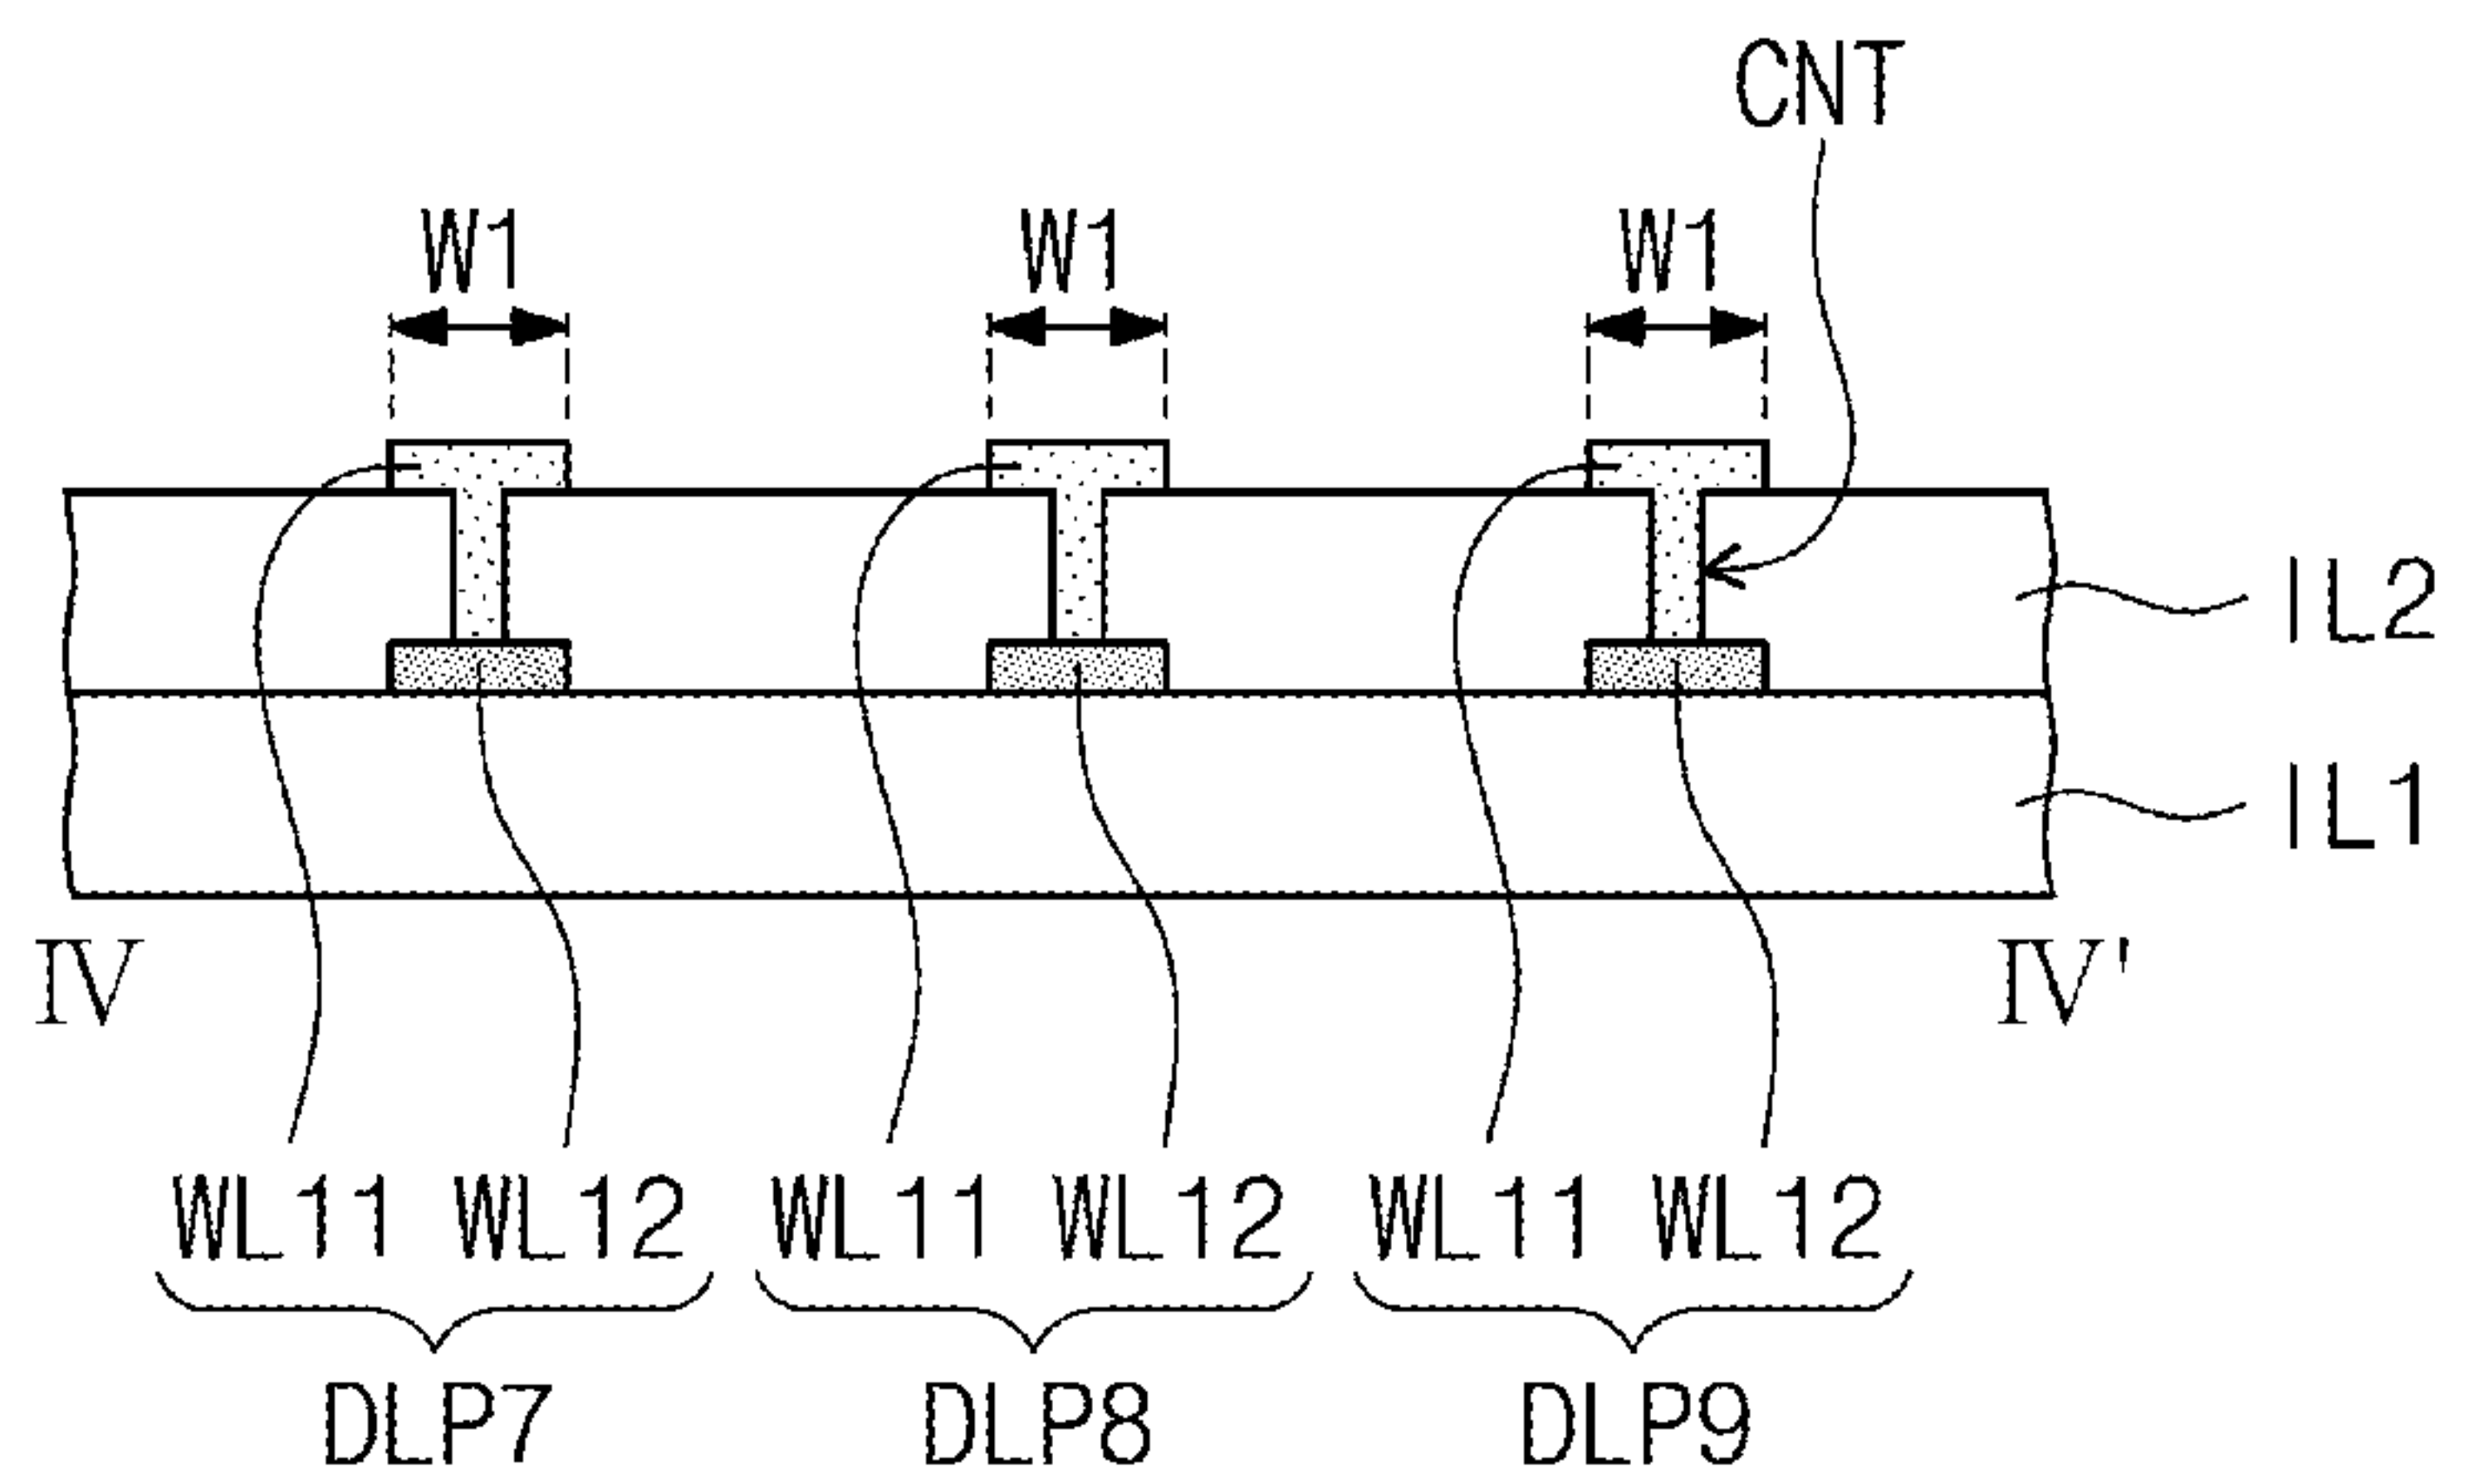 CNT
W1 W1 W1
IL2
IL1
IV IV'
WL11 WL12 WL11 WL12 WL11 WL12
DLP7 DLP8 DLP9